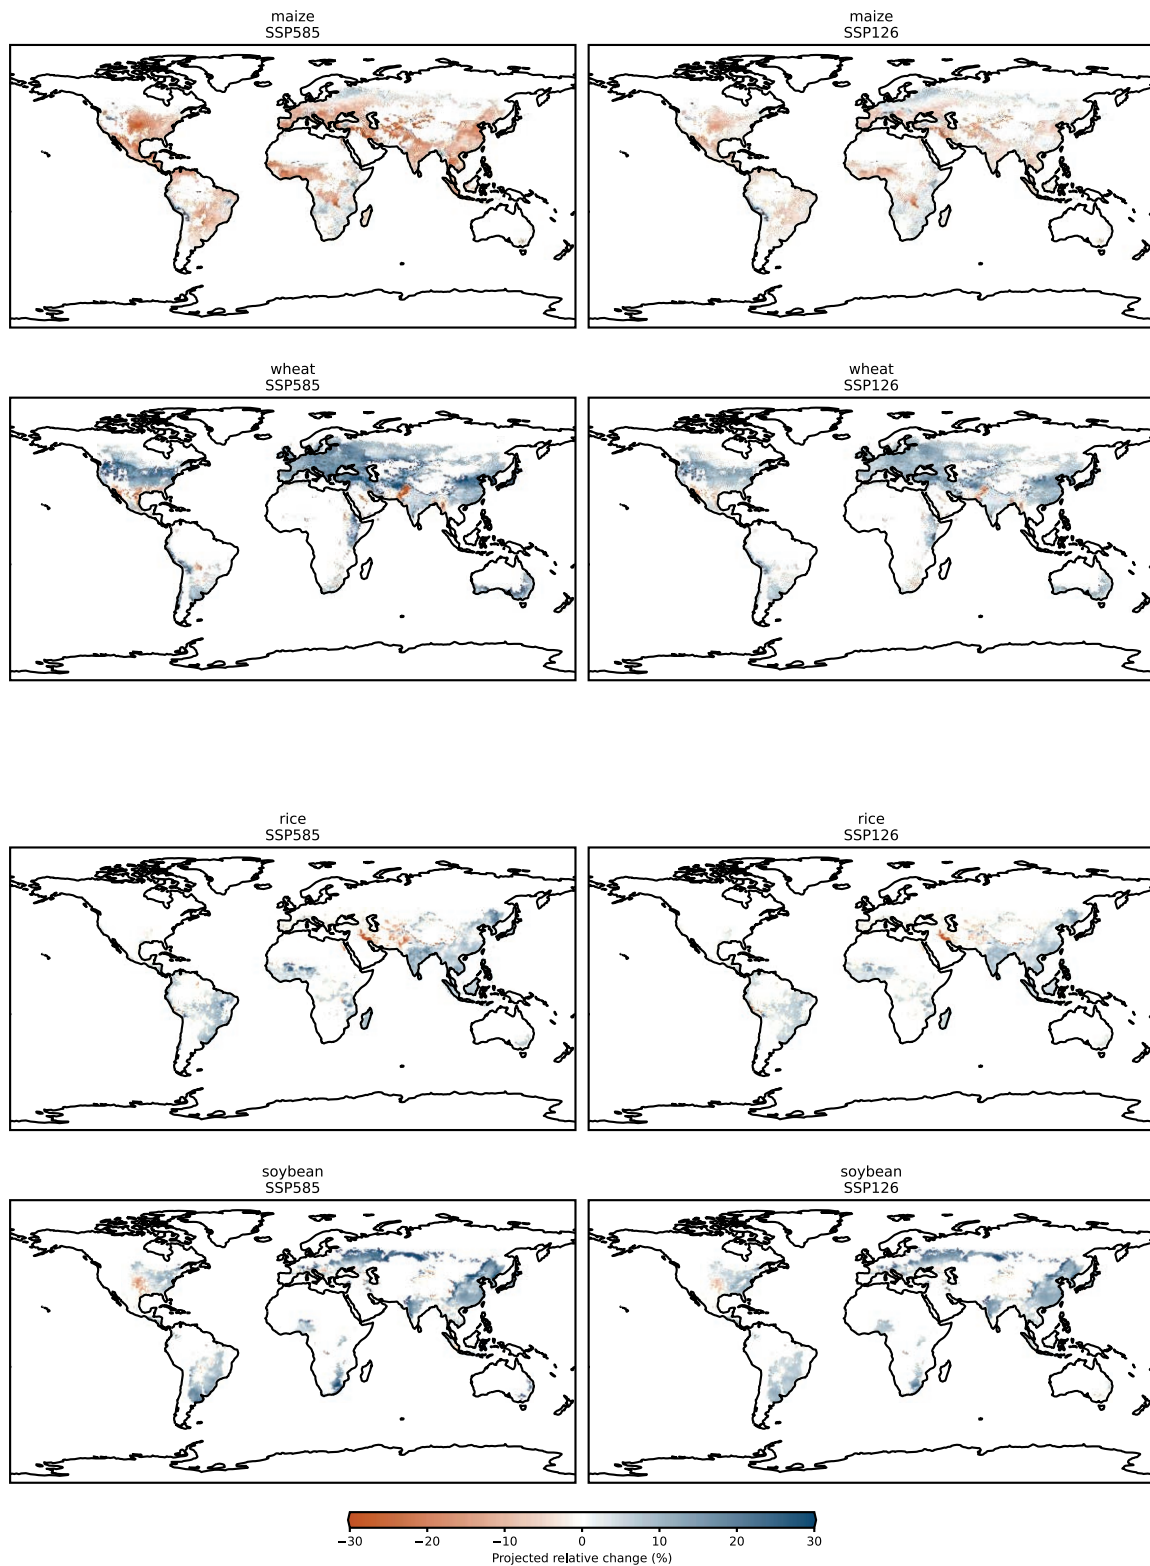 maize
SSP585
maize
SSP126
wheat
SSP585
wheat
SSP126
rice
SSP585
rice
SSP126
soybean
SSP585
soybean
SSP126
−30 −20 −10 0 10 20 30
Projected relative change (%)